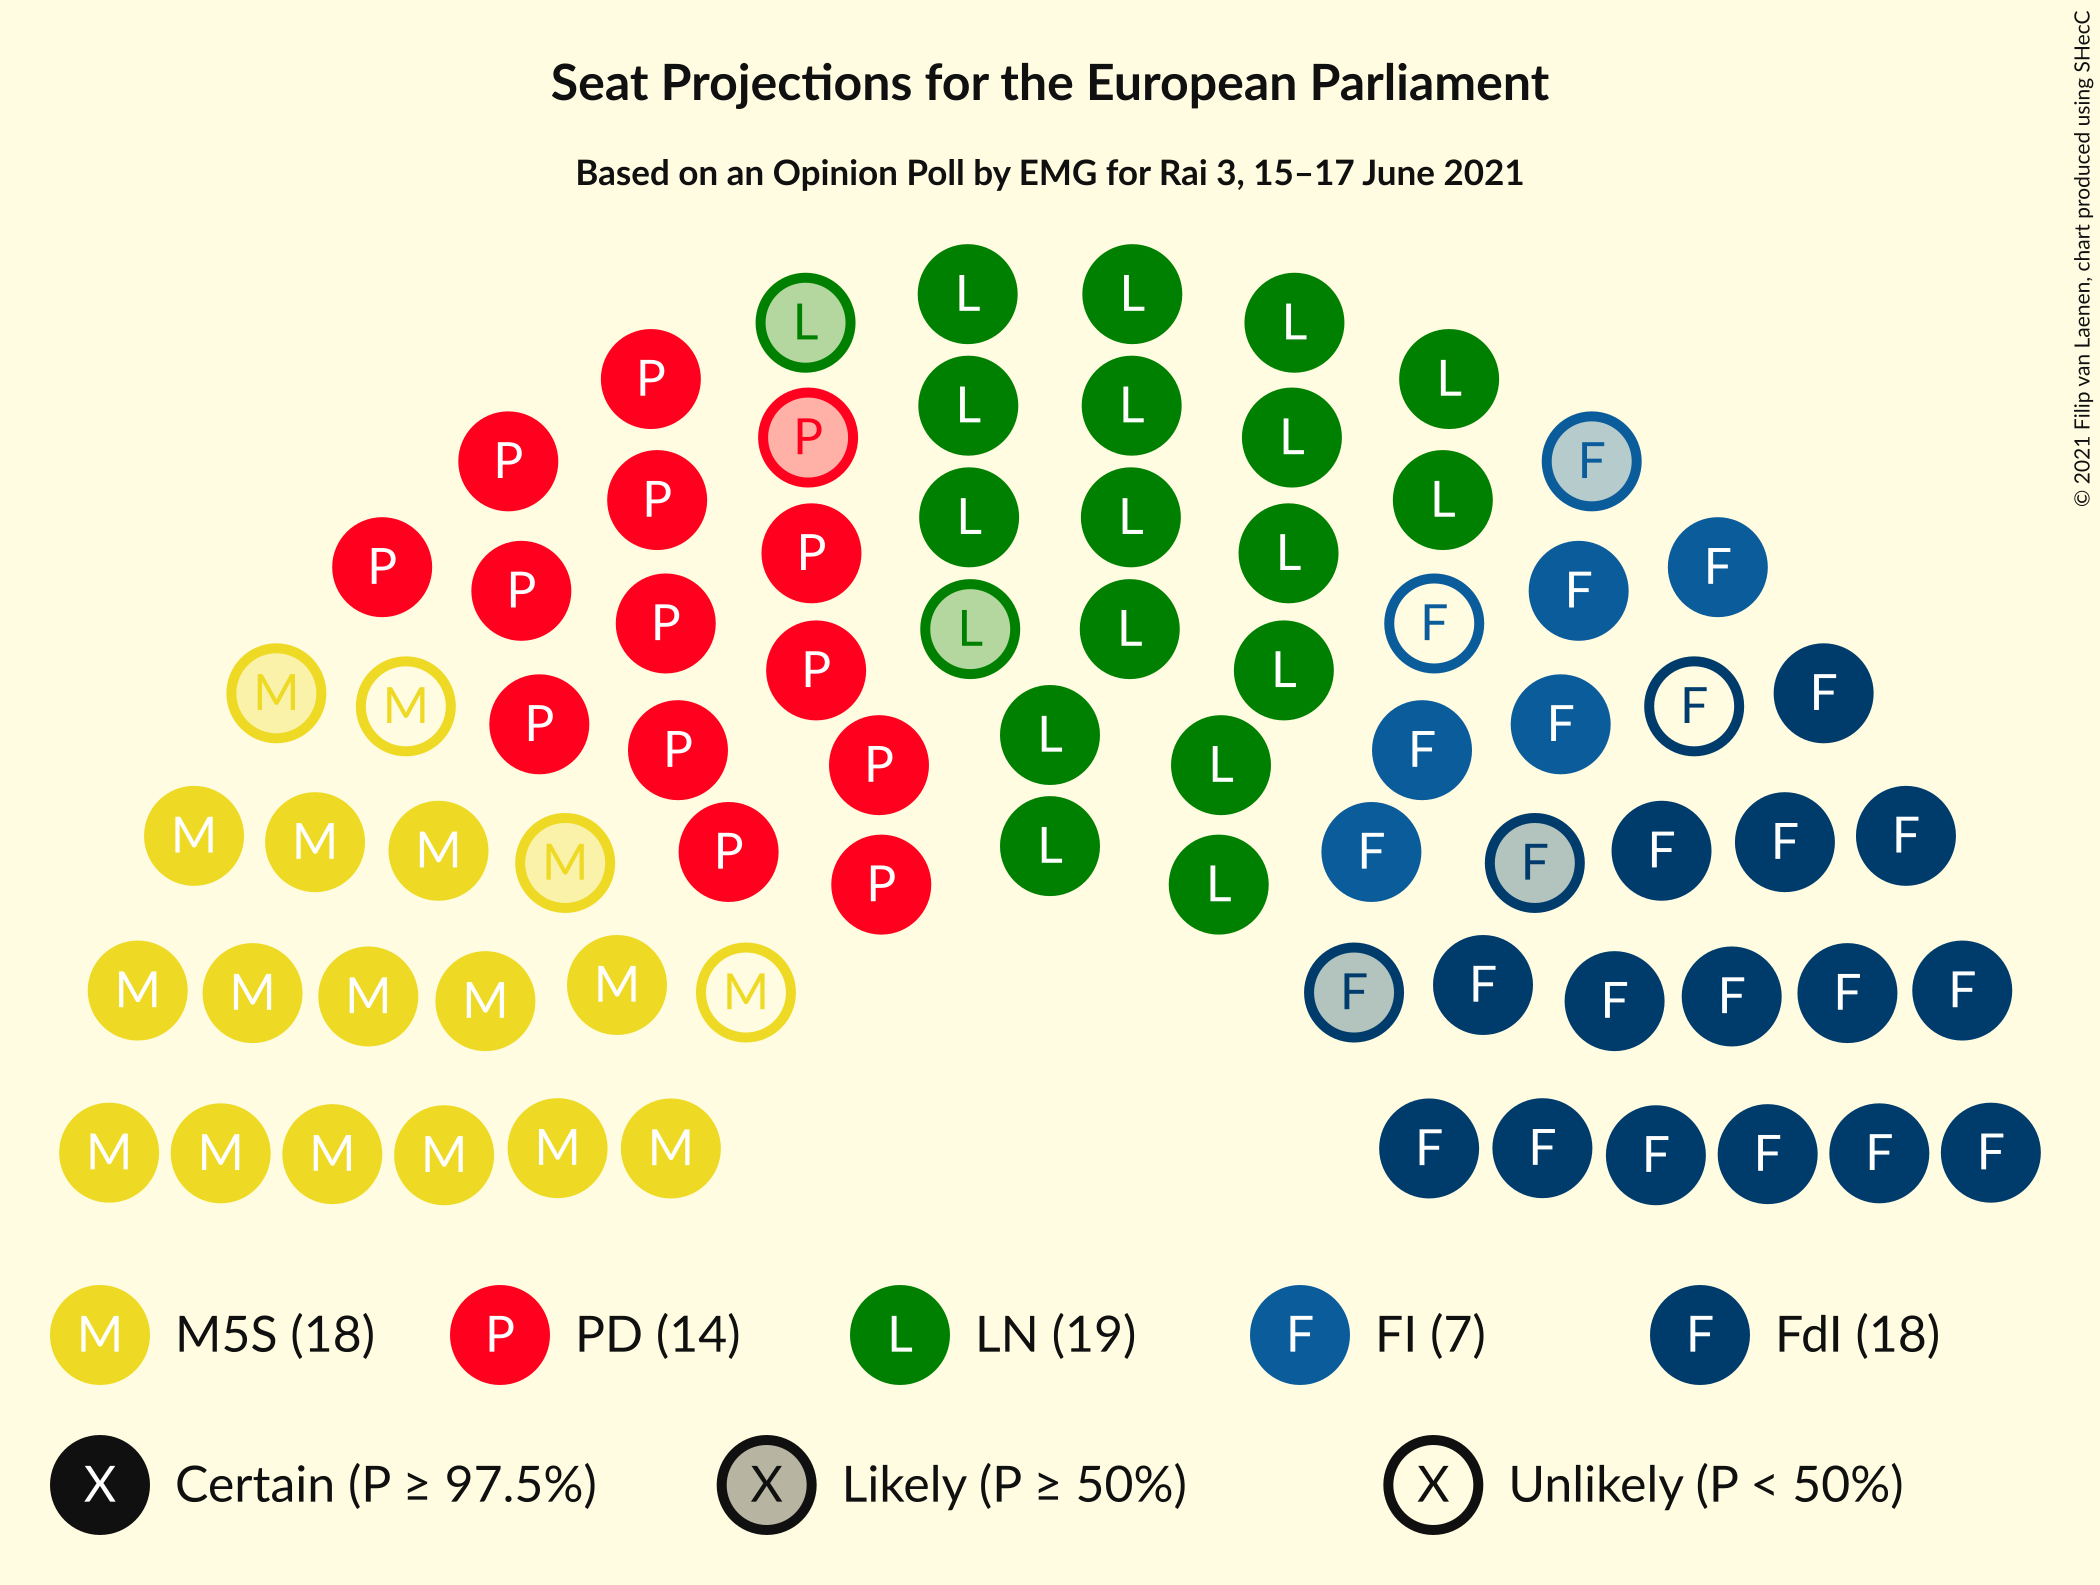 Seat Projections for the European Parliament
Based on an Opinion Poll by EMG for Rai 3, 15–17 June 2021
© 2021 Filip van Laenen, chart produced using SHecC
L L L L L
P L
P P L L L L F
P P L L
P P P L L L F F F
P P L L L F
M M P P L L F F F F
M M M M P P P L L L F F F F F
M M M M M M F F F F F F
M M M M M M F F F F F F
M M5S (18) P PD (14) L LN (19) F FI (7) F FdI (18)
X Certain (P ≥ 97.5%) X Likely (P ≥ 50%) X Unlikely (P < 50%)